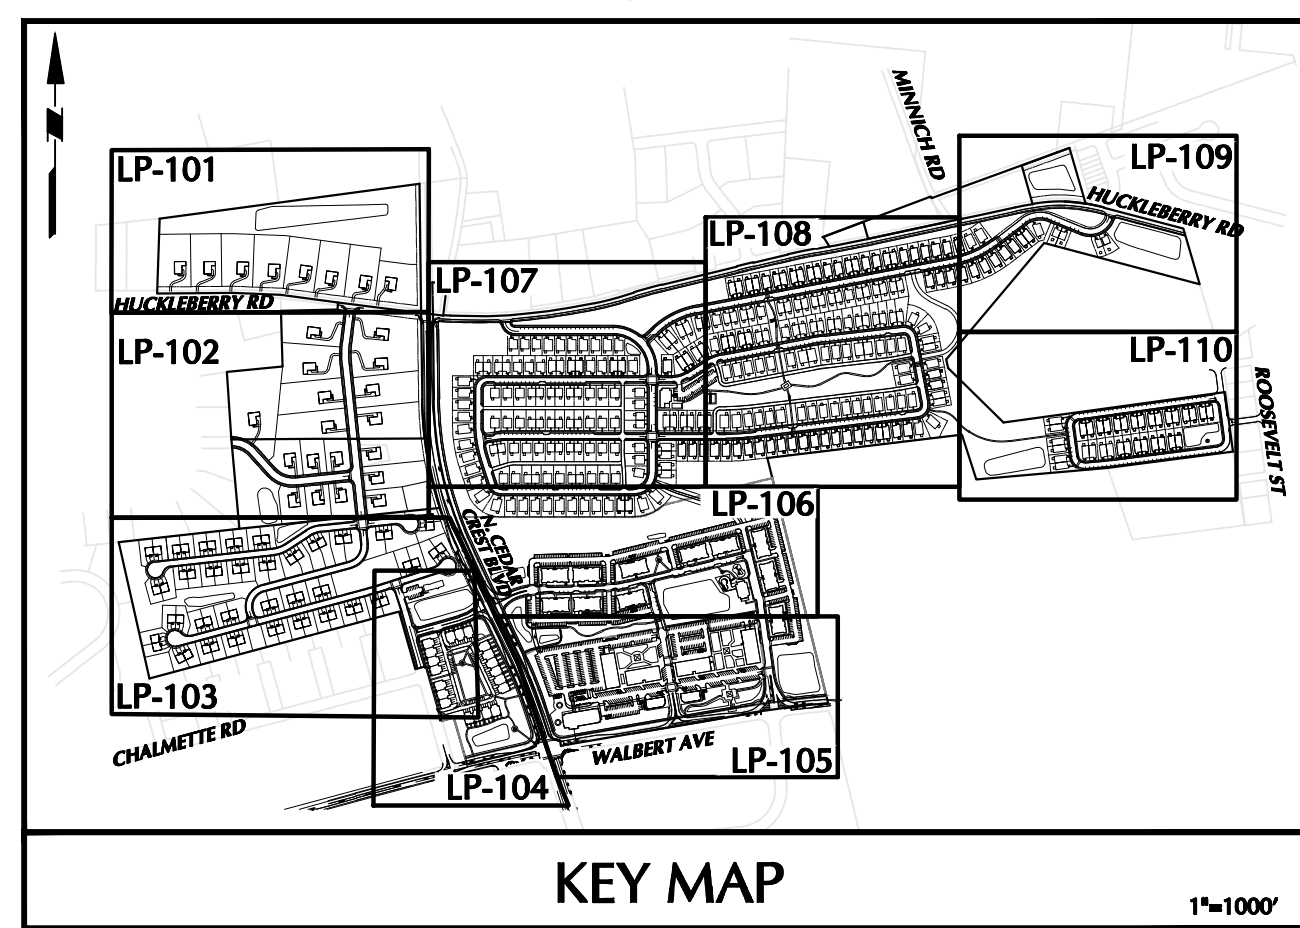 MINNICH RD
LP-101
LP-109
HUCKLEBERRY RD
LP-108
LP-107
HUCKLEBERRY RD
LP-102
LP-110
ROOSEVELT ST
LP-106
N. CEDAR
CREST BLVD
LP-103
CHALMETTE RD
WALBERT AVE
LP-105
LP-104
KEY MAP
1"=1000'